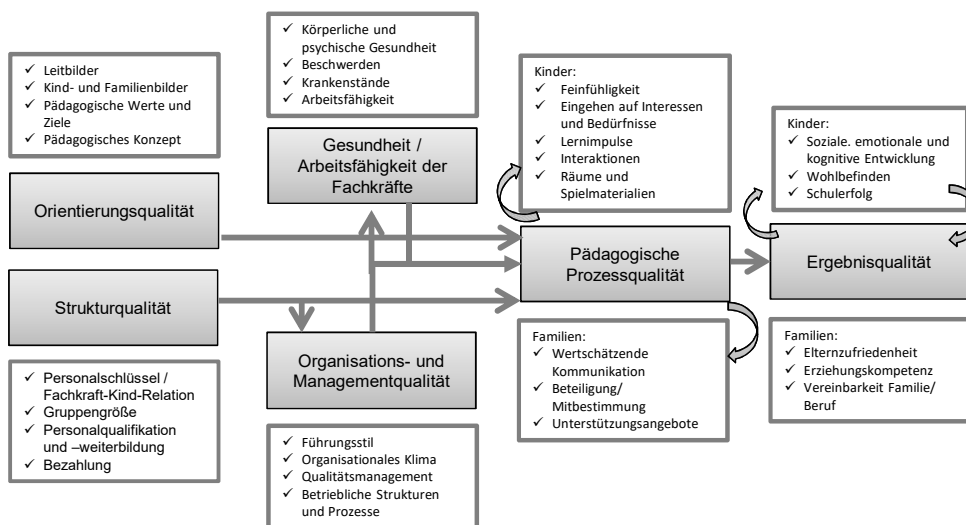 Leitbilder
Kind- und Familienbilder
Pädagogische Werte und
Ziele
Pädagogisches Konzept
Orientierungsqualität
Strukturqualität
Personalschlüssel /
Fachkraft-Kind-Relation
Gruppengröße
Personalqualifikation
und –weiterbildung
Bezahlung
Körperliche und
psychische Gesundheit
Beschwerden
Krankenstände
Arbeitsfähigkeit
Gesundheit /
Arbeitsfähigkeit der
Fachkräfte
Organisations- und
Managementqualität
Führungsstil
Organisationales Klima
Qualitätsmanagement
Betriebliche Strukturen
und Prozesse
Kinder:
Feinfühligkeit
Eingehen auf Interessen
und Bedürfnisse
Lernimpulse
Interaktionen
Räume und
Spielmaterialien
Pädagogische
Prozessqualität
Familien:
Wertschätzende
Kommunikation
Beteiligung/
Mitbestimmung
Unterstützungsangebote
Kinder:
Soziale. emotionale und
kognitive Entwicklung
Wohlbefinden
Schulerfolg
Ergebnisqualität
Familien:
Elternzufriedenheit
Erziehungskompetenz
Vereinbarkeit Familie/
Beruf